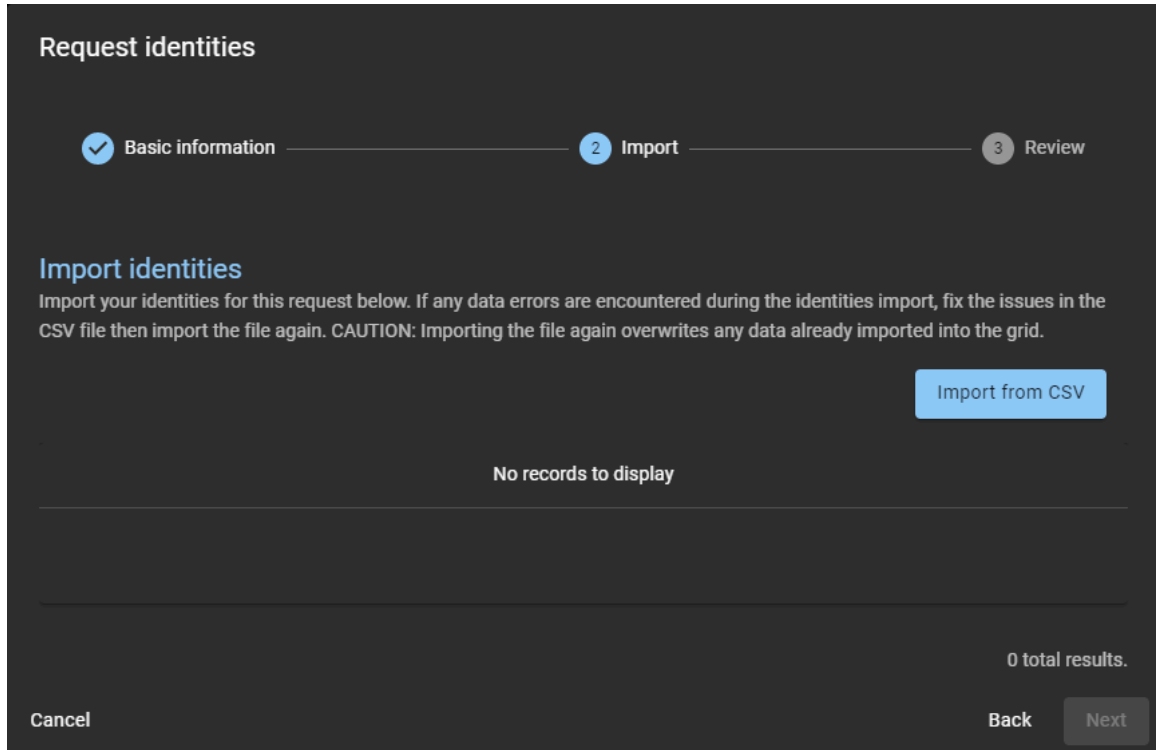 Request identities
Basic information
2 Import
3 Review
Import identities
Import your identities for this request below. If any data errors are encountered during the identities import, fix the issues in the
CSV file then import the file again. CAUTION: Importing the file again overwrites any data already imported into the grid.
Import from CSV
No records to display
0 total results.
Cancel
Back
Next